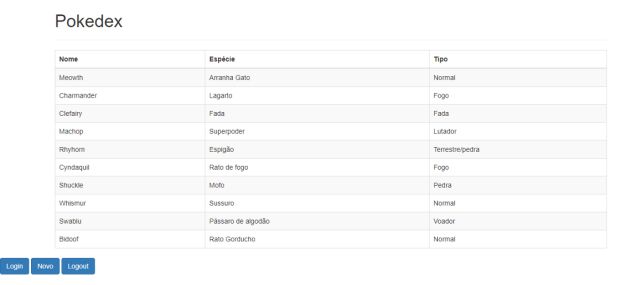 Pokedex
Nome Espécie Tipo
Meowth Arranha Gato Normal
Charmander Lagarto Fogo
Clefairy Fada Fada
Machop Superpoder Lutador
Rhyhorn Espigão Terrestre/pedra
Cyndaquil Rato de fogo Fogo
Shuckle Mofo Pedra
Whismur Sussuro Normal
Swablu Pássaro de algodão Voador
Bidoof Rato Gorducho Normal
Login Novo Logout